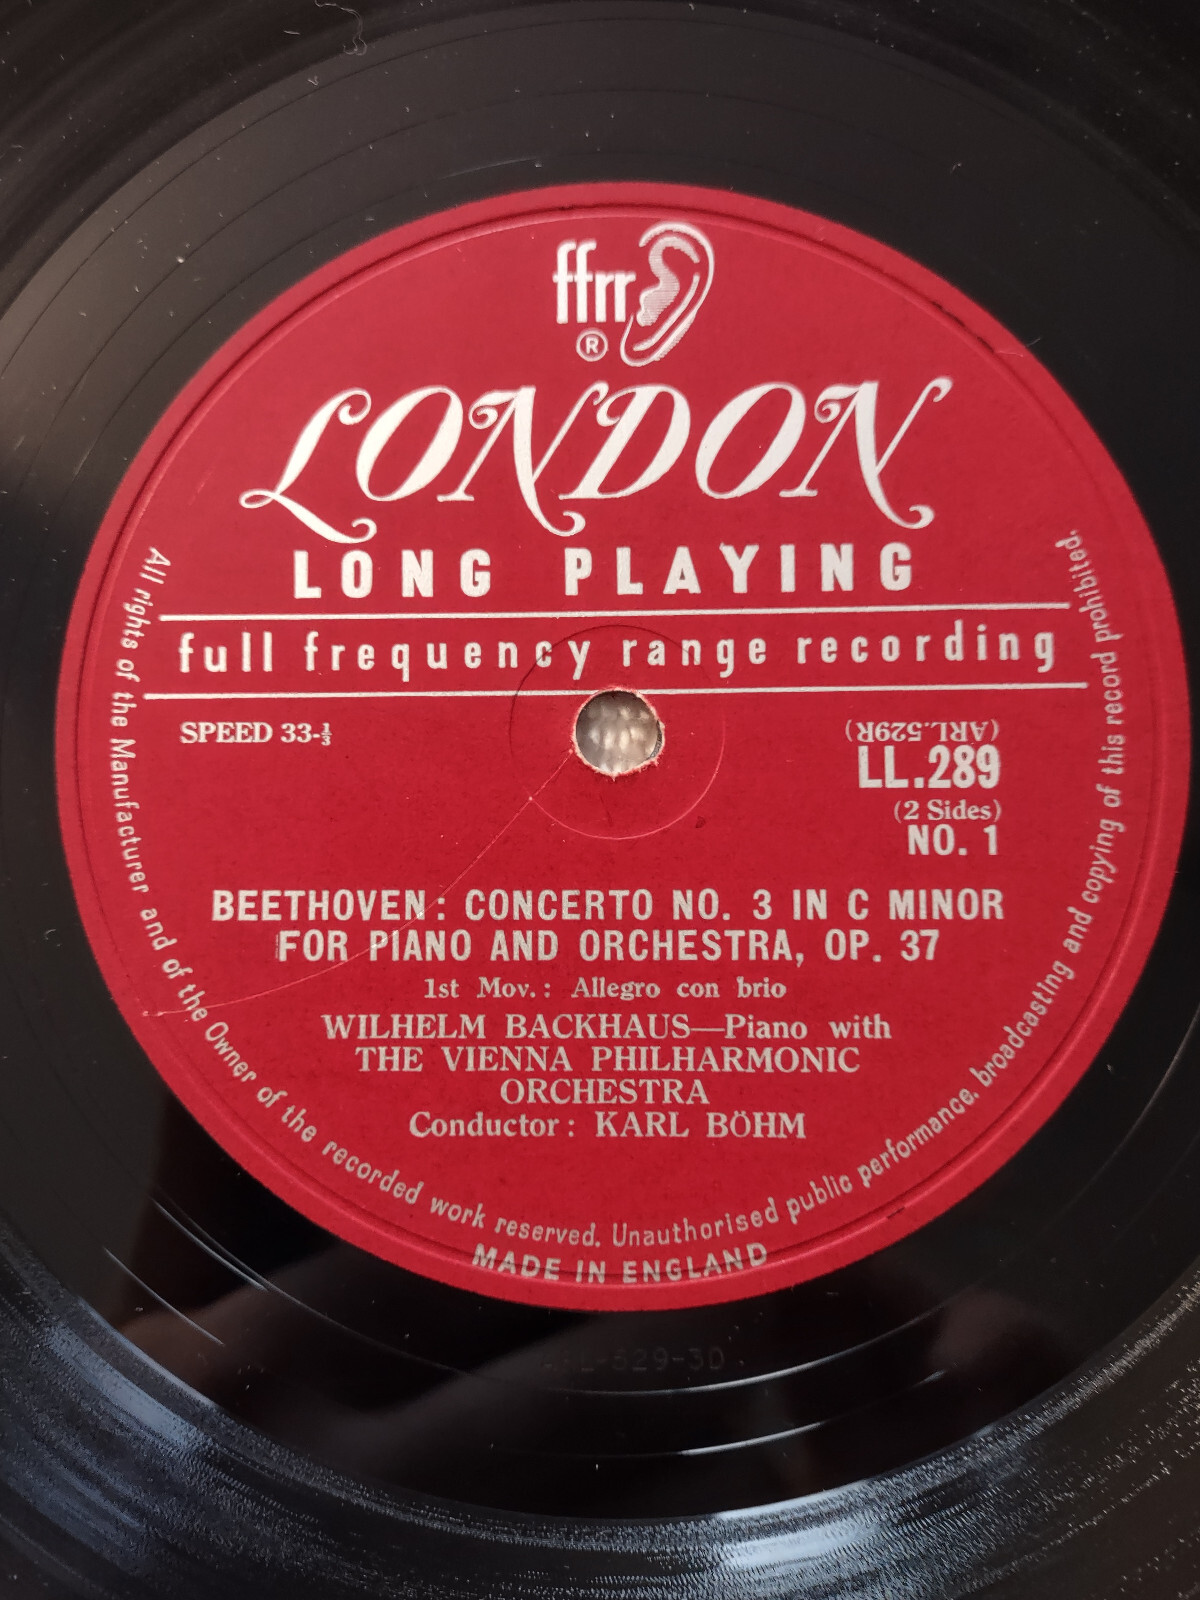 ffrr
®
LONDON
LONG PLAYING
full frequency range recording
SPEED 33-⅓
(ARL.529R)
LL.289
(2 Sides)
NO. 1
BEETHOVEN: CONCERTO NO. 3 IN C MINOR
FOR PIANO AND ORCHESTRA, OP. 37
1st Mov.: Allegro con brio
WILHELM BACKHAUS—Piano with
THE VIENNA PHILHARMONIC
ORCHESTRA
Conductor: KARL BÖHM
All rights of the Manufacturer and of the Owner of the recorded work reserved. Unauthorised public performance, broadcasting and copying of this record prohibited.
MADE IN ENGLAND